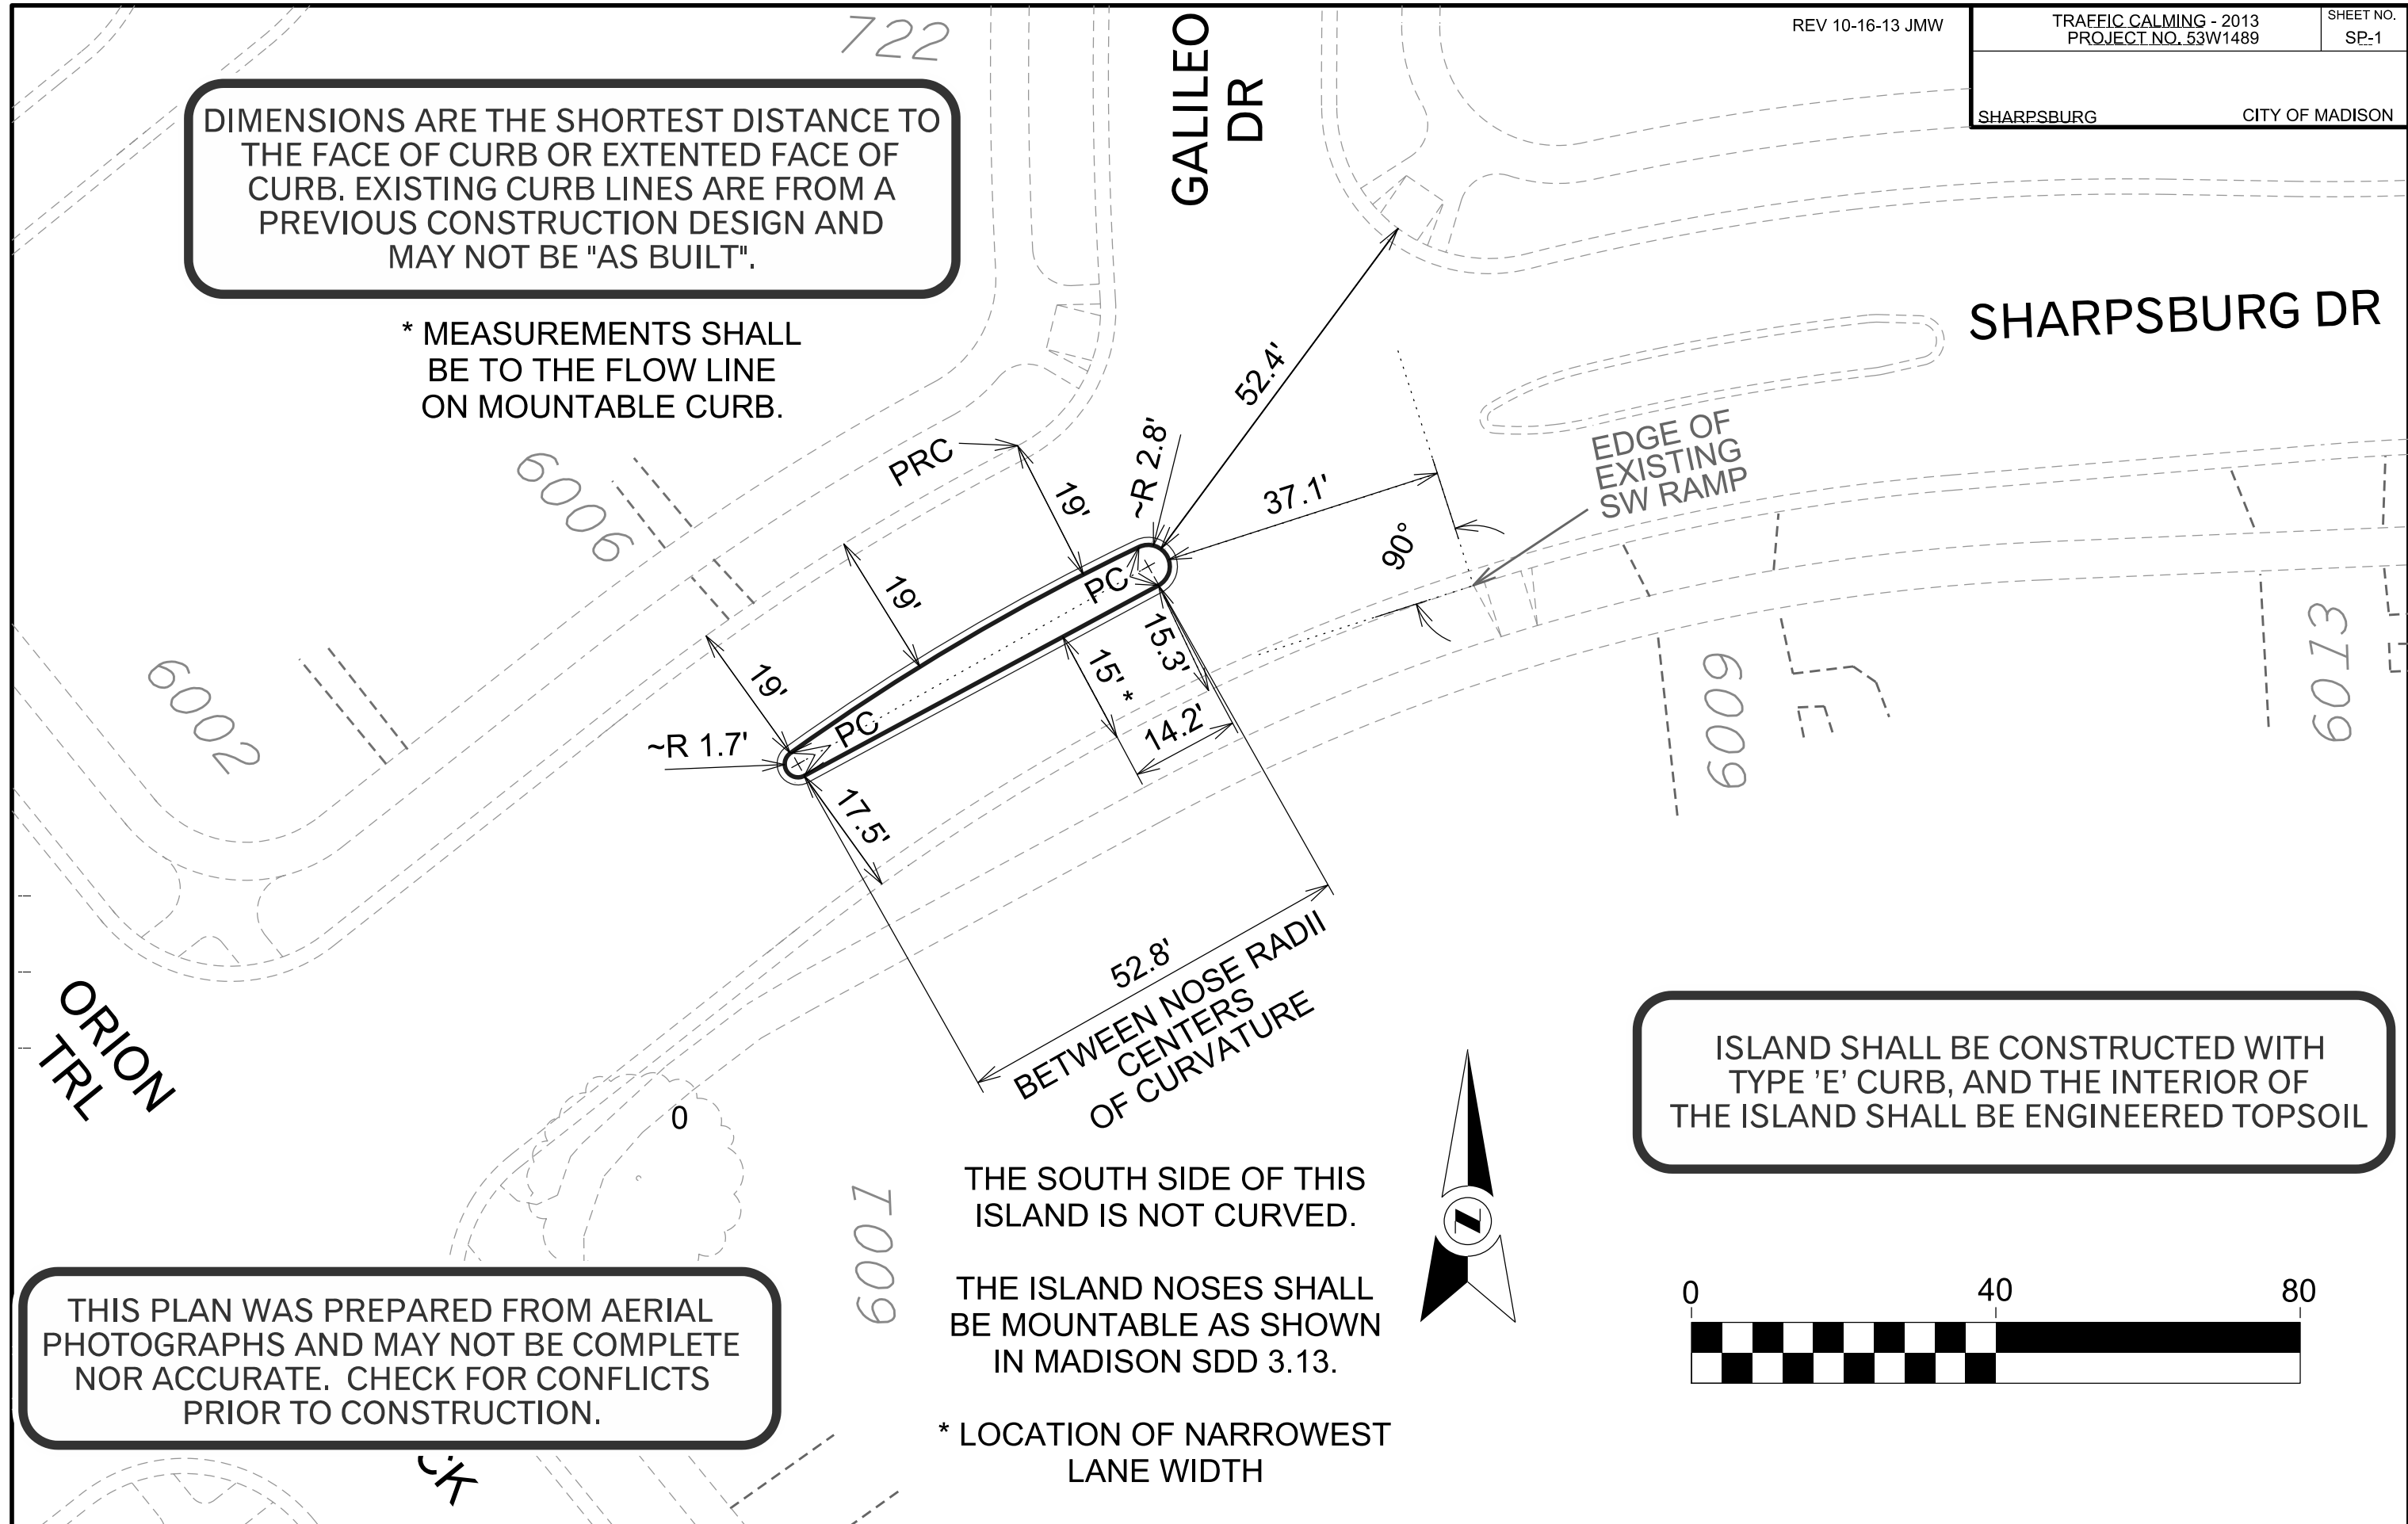 722
GALILEO
DR
REV 10-16-13 JMW
TRAFFIC CALMING - 2013
PROJECT NO. 53W1489
SHEET NO.
SP-1
SHARPSBURG
CITY OF MADISON
DIMENSIONS ARE THE SHORTEST DISTANCE TO
THE FACE OF CURB OR EXTENTED FACE OF
CURB. EXISTING CURB LINES ARE FROM A
PREVIOUS CONSTRUCTION DESIGN AND
MAY NOT BE "AS BUILT".
* MEASUREMENTS SHALL
BE TO THE FLOW LINE
ON MOUNTABLE CURB.
SHARPSBURG DR
52.4'
PRC
~R 2.8'
19'
37.1'
EDGE OF
EXISTING
SW RAMP
90°
6006
19'
PC
15.3'
6002
19'
15' *
14.2'
~R 1.7'
PC
17.5'
6009
6013
52.8'
BETWEEN NOSE RADII
CENTERS
OF CURVATURE
ORION
TRL
0
6001
ISLAND SHALL BE CONSTRUCTED WITH
TYPE 'E' CURB, AND THE INTERIOR OF
THE ISLAND SHALL BE ENGINEERED TOPSOIL
THE SOUTH SIDE OF THIS
ISLAND IS NOT CURVED.
THE ISLAND NOSES SHALL
BE MOUNTABLE AS SHOWN
IN MADISON SDD 3.13.
* LOCATION OF NARROWEST
LANE WIDTH
N
0 40 80
THIS PLAN WAS PREPARED FROM AERIAL
PHOTOGRAPHS AND MAY NOT BE COMPLETE
NOR ACCURATE. CHECK FOR CONFLICTS
PRIOR TO CONSTRUCTION.